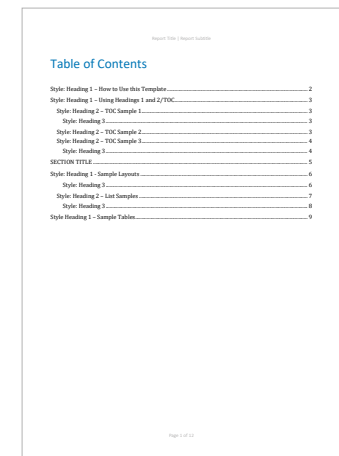 Report Title | Report Subtitle
Table of Contents
Style: Heading 1 – How to Use this Template 2
Style: Heading 1 – Using Headings 1 and 2/TOC 3
Style: Heading 2 – TOC Sample 1 3
Style: Heading 3 3
Style: Heading 2 – TOC Sample 2 3
Style: Heading 2 – TOC Sample 3 4
Style: Heading 3 4
SECTION TITLE 5
Style: Heading 1 - Sample Layouts 6
Style: Heading 3 6
Style: Heading 2 – List Samples 7
Style: Heading 3 8
Style Heading 1 – Sample Tables 9
Page 1 of 12